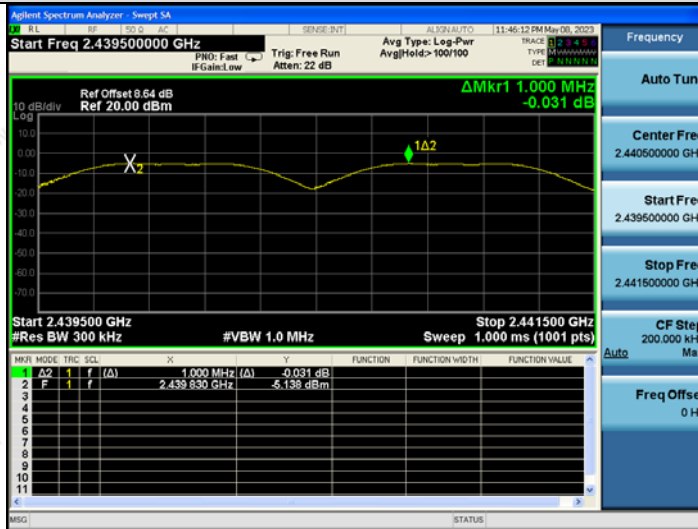 Agilent Spectrum Analyzer - Swept SA
RL RF 50 Ω AC SENSE:INT ALIGNAUTO 11:46:12 PM May 08, 2023
Start Freq 2.439500000 GHz
PNO: Fast
IFGain:Low
Trig: Free Run
Atten: 22 dB
Avg Type: Log-Pwr
Avg|Hold:> 100/100
TRACE 1 2 3 4 5 6
TYPE M
DET P N N N N N
ΔMkr1 1.000 MHz
-0.031 dB
Ref Offset 8.64 dB
10 dB/div Ref 20.00 dBm
Log
10.0
0.00
-10.0
-20.0
-30.0
-40.0
-50.0
-60.0
-70.0
X2
1Δ2
Start 2.439500 GHz Stop 2.441500 GHz
#Res BW 300 kHz #VBW 1.0 MHz Sweep 1.000 ms (1001 pts)
MKR MODE TRC SCL X Y FUNCTION FUNCTION WIDTH FUNCTION VALUE
1 Δ2 1 f (Δ) 1.000 MHz (Δ) -0.031 dB
2 F 1 f 2.439 830 GHz -5.138 dBm
3
4
5
6
7
8
9
10
11
MSG STATUS
Frequency
Auto Tun
Center Fre
2.440500000 GH
Start Fre
2.439500000 GH
Stop Fre
2.441500000 GH
CF Step
200.000 kH
Auto Ma
Freq Offse
0 H